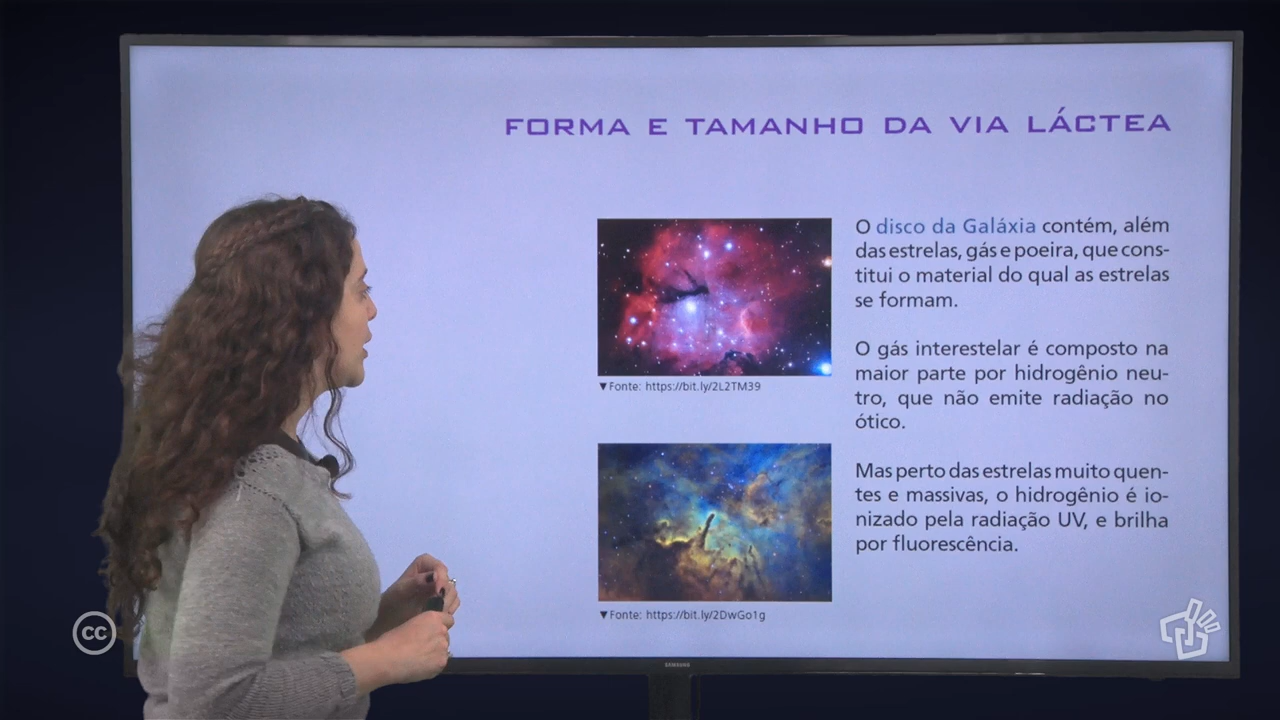 FORMA E TAMANHO DA VIA LÁCTEA
O disco da Galáxia contém, além
das estrelas, gás e poeira, que cons-
titui o material do qual as estrelas
se formam.
▼Fonte: https://bit.ly/2L2TM39
O gás interestelar é composto na
maior parte por hidrogênio neu-
tro, que não emite radiação no
ótico.
Mas perto das estrelas muito quen-
tes e massivas, o hidrogênio é io-
nizado pela radiação UV, e brilha
por fluorescência.
▼Fonte: https://bit.ly/2DwGo1g
cc
SAMSUNG